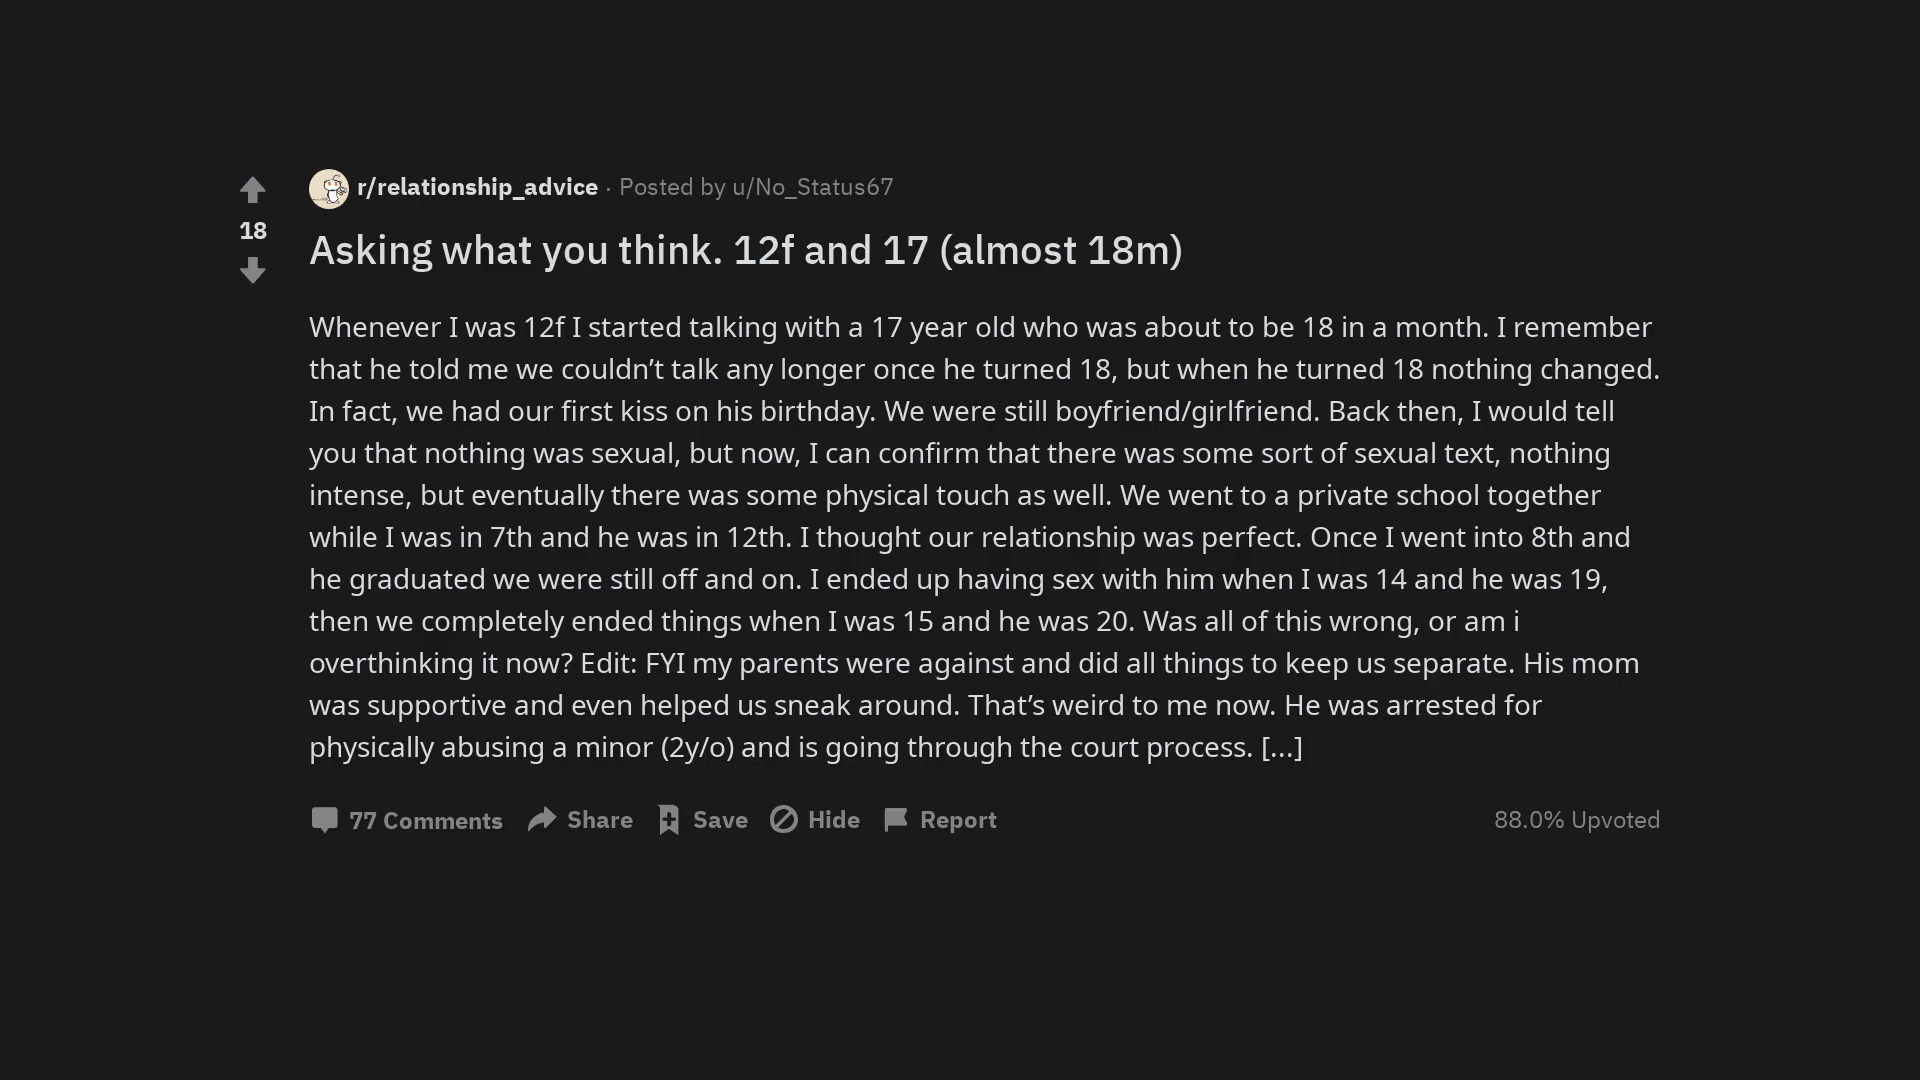 r/relationship_advice · Posted by u/No_Status67
18
Asking what you think. 12f and 17 (almost 18m)
Whenever I was 12f I started talking with a 17 year old who was about to be 18 in a month. I remember
that he told me we couldn’t talk any longer once he turned 18, but when he turned 18 nothing changed.
In fact, we had our first kiss on his birthday. We were still boyfriend/girlfriend. Back then, I would tell
you that nothing was sexual, but now, I can confirm that there was some sort of sexual text, nothing
intense, but eventually there was some physical touch as well. We went to a private school together
while I was in 7th and he was in 12th. I thought our relationship was perfect. Once I went into 8th and
he graduated we were still off and on. I ended up having sex with him when I was 14 and he was 19,
then we completely ended things when I was 15 and he was 20. Was all of this wrong, or am i
overthinking it now? Edit: FYI my parents were against and did all things to keep us separate. His mom
was supportive and even helped us sneak around. That’s weird to me now. He was arrested for
physically abusing a minor (2y/o) and is going through the court process. [...]
77 Comments Share Save Hide Report 88.0% Upvoted